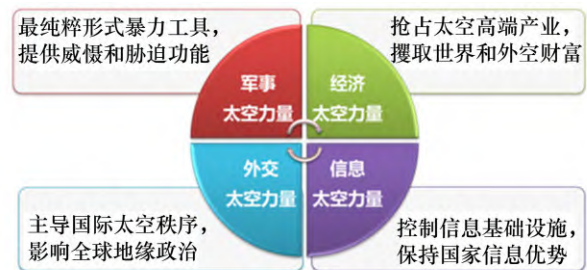 最纯粹形式暴力工具，
提供威慑和胁迫功能
抢占太空高端产业，
攫取世界和外空财富
军事
太空力量
经济
太空力量
外交
太空力量
信息
太空力量
主导国际太空秩序，
影响全球地缘政治
控制信息基础设施，
保持国家信息优势